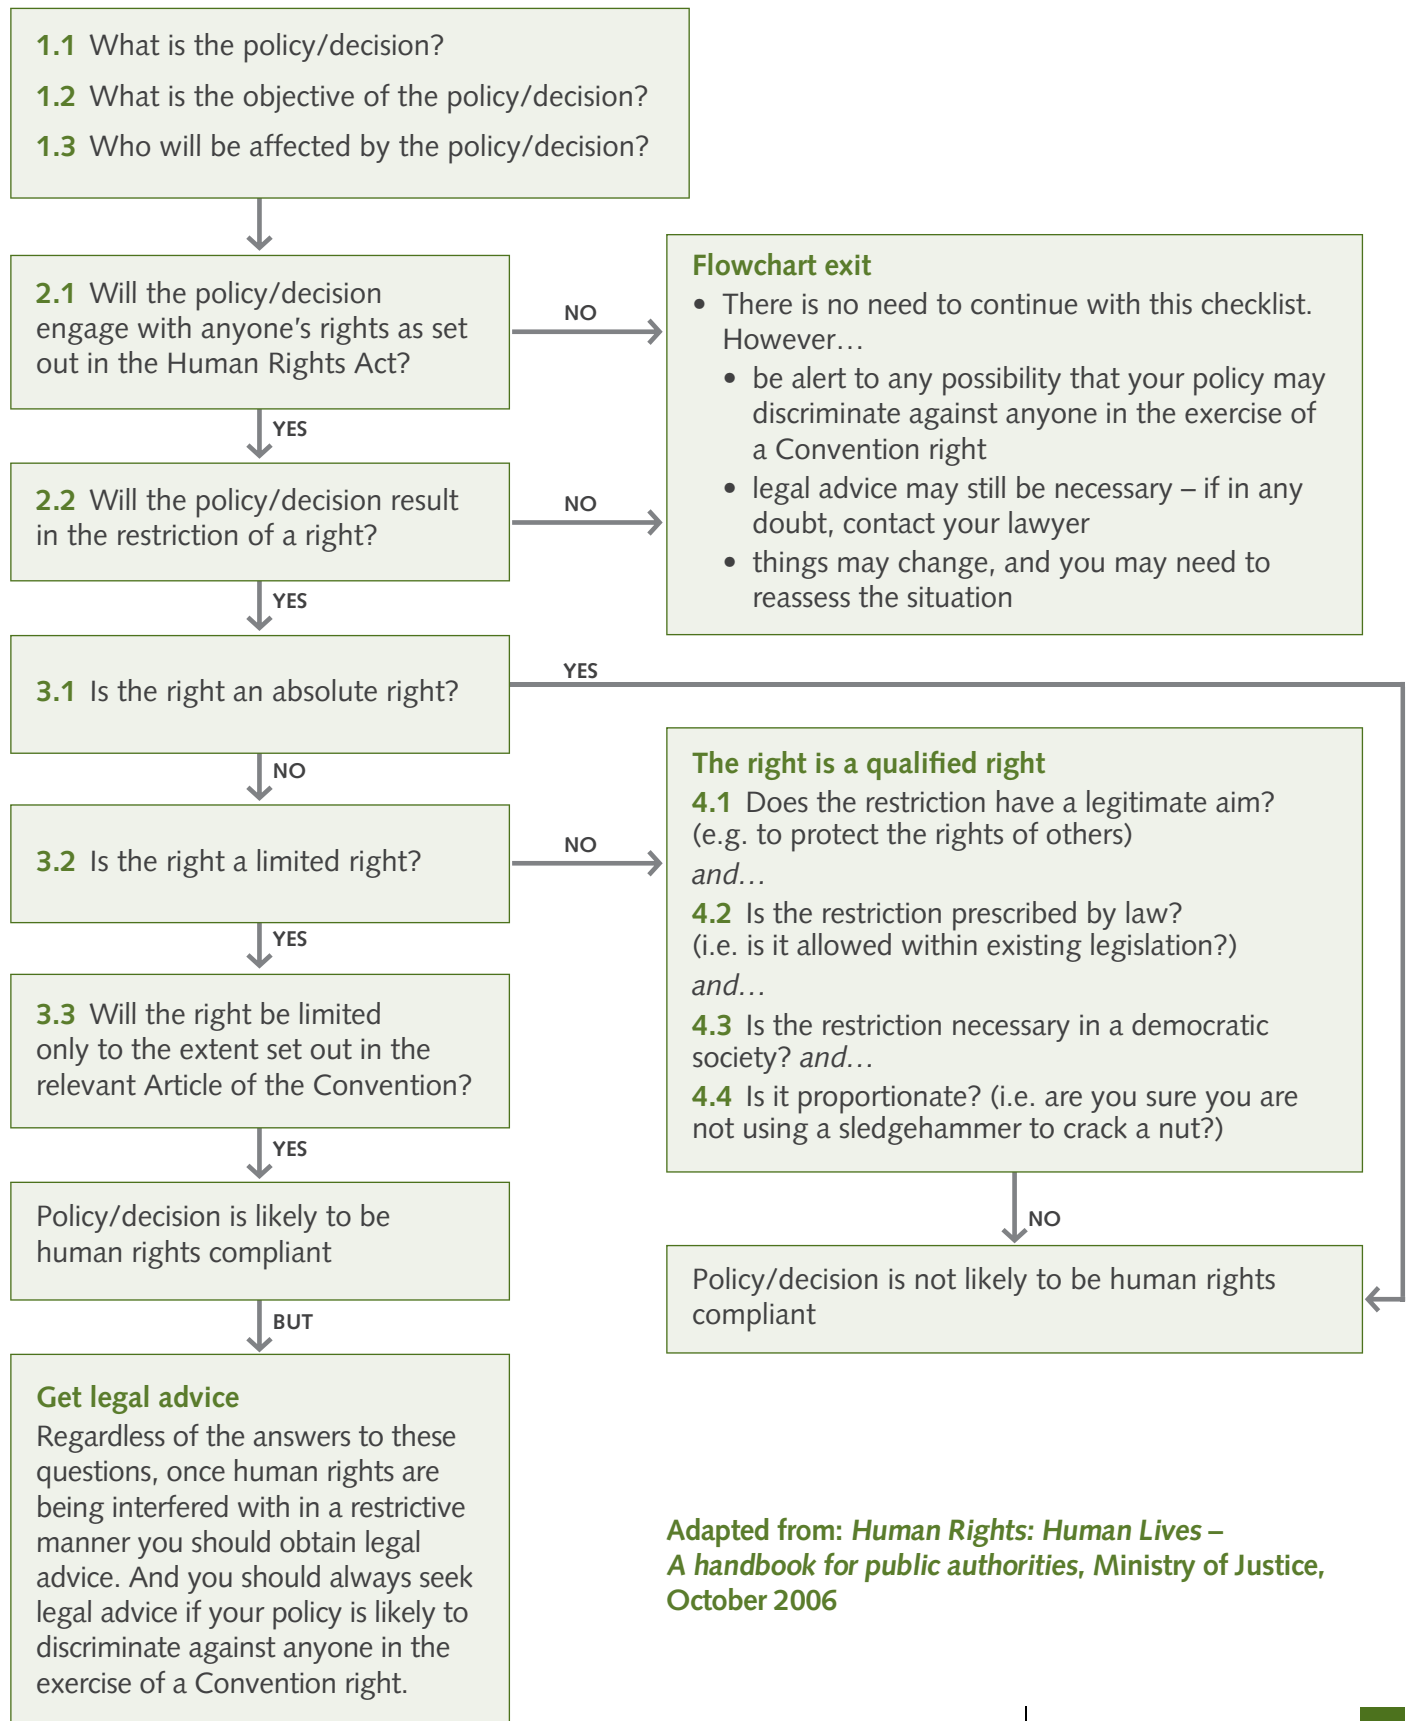 1.1 What is the policy/decision?
1.2 What is the objective of the policy/decision?
1.3 Who will be affected by the policy/decision?
2.1 Will the policy/decision
engage with anyone’s rights as set
out in the Human Rights Act?
NO
Flowchart exit
• There is no need to continue with this checklist.
However…
• be alert to any possibility that your policy may
discriminate against anyone in the exercise of
a Convention right
• legal advice may still be necessary – if in any
doubt, contact your lawyer
• things may change, and you may need to
reassess the situation
YES
2.2 Will the policy/decision result
in the restriction of a right?
NO
YES
3.1 Is the right an absolute right?
YES
NO
3.2 Is the right a limited right?
NO
The right is a qualified right
4.1 Does the restriction have a legitimate aim?
(e.g. to protect the rights of others)
and…
4.2 Is the restriction prescribed by law?
(i.e. is it allowed within existing legislation?)
and…
4.3 Is the restriction necessary in a democratic
society? and…
4.4 Is it proportionate? (i.e. are you sure you are
not using a sledgehammer to crack a nut?)
YES
3.3 Will the right be limited
only to the extent set out in the
relevant Article of the Convention?
YES
NO
Policy/decision is likely to be
human rights compliant
Policy/decision is not likely to be human rights
compliant
BUT
Get legal advice
Regardless of the answers to these
questions, once human rights are
being interfered with in a restrictive
manner you should obtain legal
advice. And you should always seek
legal advice if your policy is likely to
discriminate against anyone in the
exercise of a Convention right.
Adapted from: Human Rights: Human Lives –
A handbook for public authorities, Ministry of Justice,
October 2006